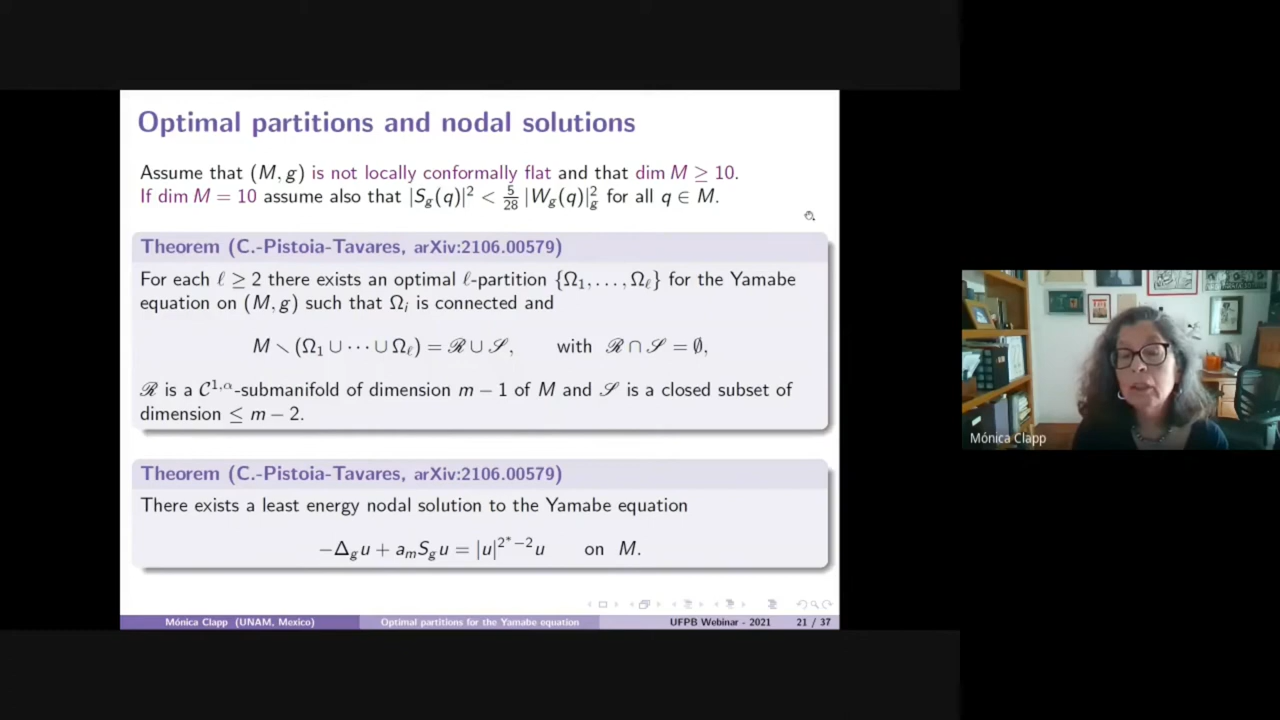 Optimal partitions and nodal solutions
Assume that (M, g) is not locally conformally flat and that dim M ≥ 10.
If dim M = 10 assume also that |S_g(q)|² < 5/28 |W_g(q)|²_g for all q ∈ M.
Theorem (C.-Pistoia-Tavares, arXiv:2106.00579)
For each ℓ ≥ 2 there exists an optimal ℓ-partition {Ω₁, . . . , Ω_ℓ} for the Yamabe
equation on (M, g) such that Ω_i is connected and
M ∖ (Ω₁ ∪ · · · ∪ Ω_ℓ) = ℛ ∪ 𝒮, with ℛ ∩ 𝒮 = ∅,
ℛ is a 𝒞^{1,α}-submanifold of dimension m − 1 of M and 𝒮 is a closed subset of
dimension ≤ m − 2.
Theorem (C.-Pistoia-Tavares, arXiv:2106.00579)
There exists a least energy nodal solution to the Yamabe equation
−Δ_g u + a_m S_g u = |u|^{2*−2} u on M.
Mónica Clapp (UNAM, Mexico) Optimal partitions for the Yamabe equation UFPB Webinar - 2021 21 / 37
Mónica Clapp